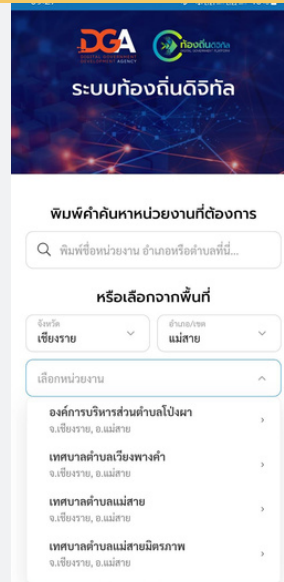 DGA
DIGITAL GOVERNMENT
DEVELOPMENT AGENCY
ท้องถิ่นดิจิทัล
ระบบท้องถิ่นดิจิทัล
พิมพ์คำค้นหาหน่วยงานที่ต้องการ
พิมพ์ชื่อหน่วยงาน อำเภอหรือตำบลที่นี่...
หรือเลือกจากพื้นที่
จังหวัด
เชียงราย
อำเภอ/เขต
แม่สาย
เลือกหน่วยงาน
องค์การบริหารส่วนตำบลโป่งผา
จ.เชียงราย, อ.แม่สาย
เทศบาลตำบลเวียงพางคำ
จ.เชียงราย, อ.แม่สาย
เทศบาลตำบลแม่สาย
จ.เชียงราย, อ.แม่สาย
เทศบาลตำบลแม่สายมิตรภาพ
จ.เชียงราย, อ.แม่สาย